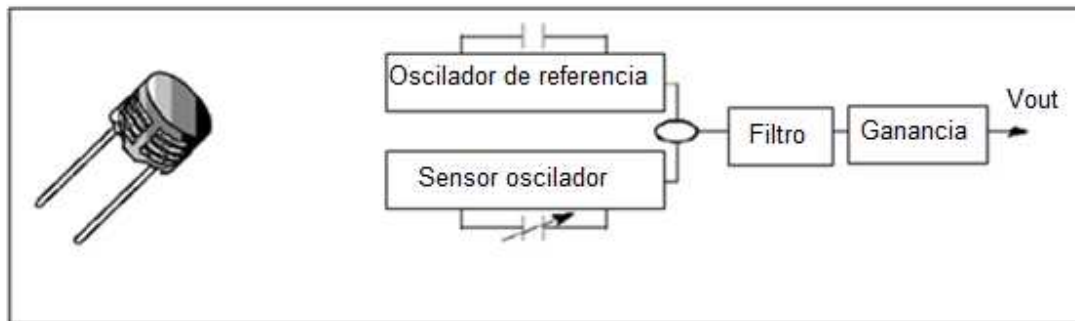 Oscilador de referencia
Vout
Filtro
Ganancia
Sensor oscilador